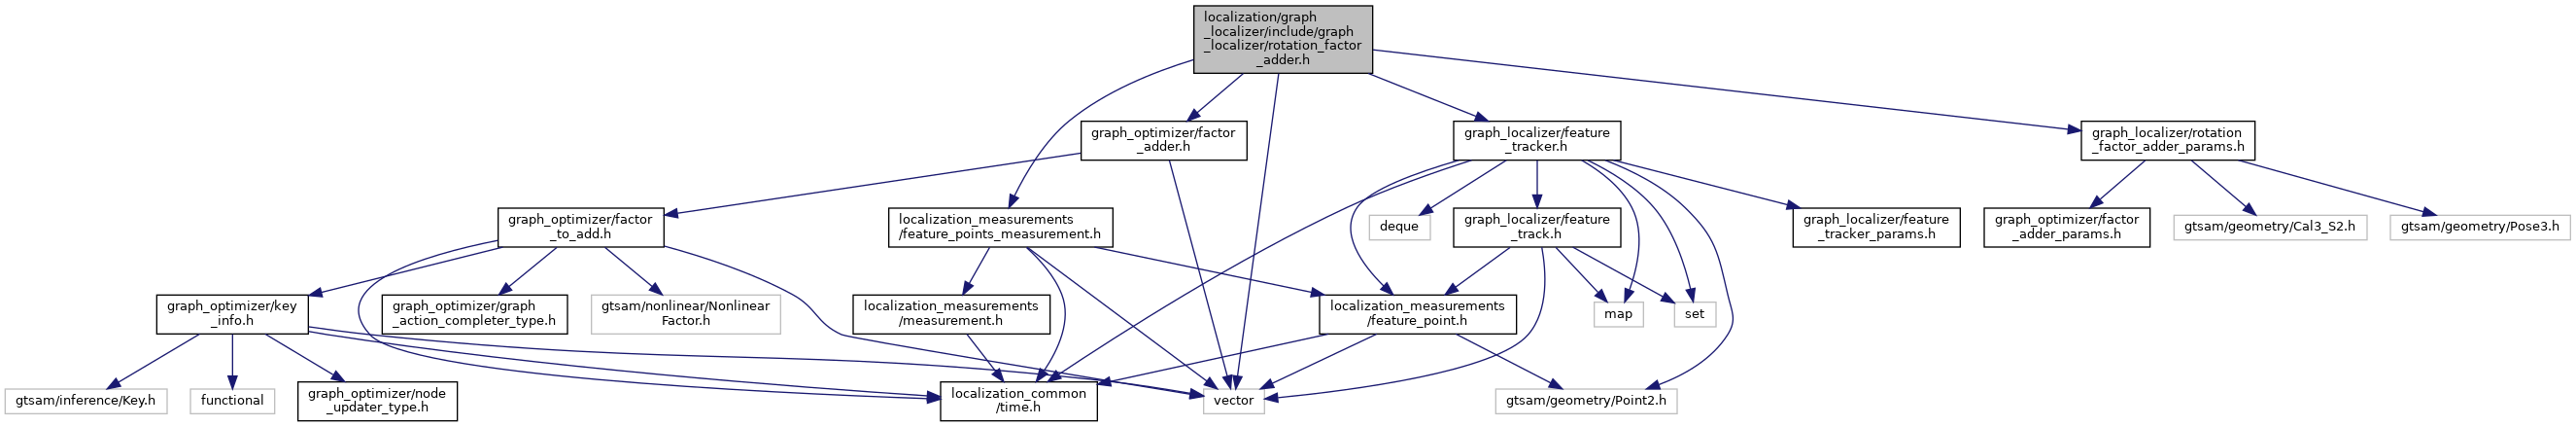 localization/graph
_localizer/include/graph
_localizer/rotation_factor
_adder.h
graph_optimizer/factor
_adder.h
graph_localizer/feature
_tracker.h
graph_localizer/rotation
_factor_adder_params.h
graph_optimizer/factor
_to_add.h
localization_measurements
/feature_points_measurement.h
deque
graph_localizer/feature
_track.h
graph_localizer/feature
_tracker_params.h
graph_optimizer/factor
_adder_params.h
gtsam/geometry/Cal3_S2.h
gtsam/geometry/Pose3.h
graph_optimizer/key
_info.h
graph_optimizer/graph
_action_completer_type.h
gtsam/nonlinear/Nonlinear
Factor.h
localization_measurements
/measurement.h
localization_measurements
/feature_point.h
map
set
gtsam/inference/Key.h
functional
graph_optimizer/node
_updater_type.h
localization_common
/time.h
vector
gtsam/geometry/Point2.h